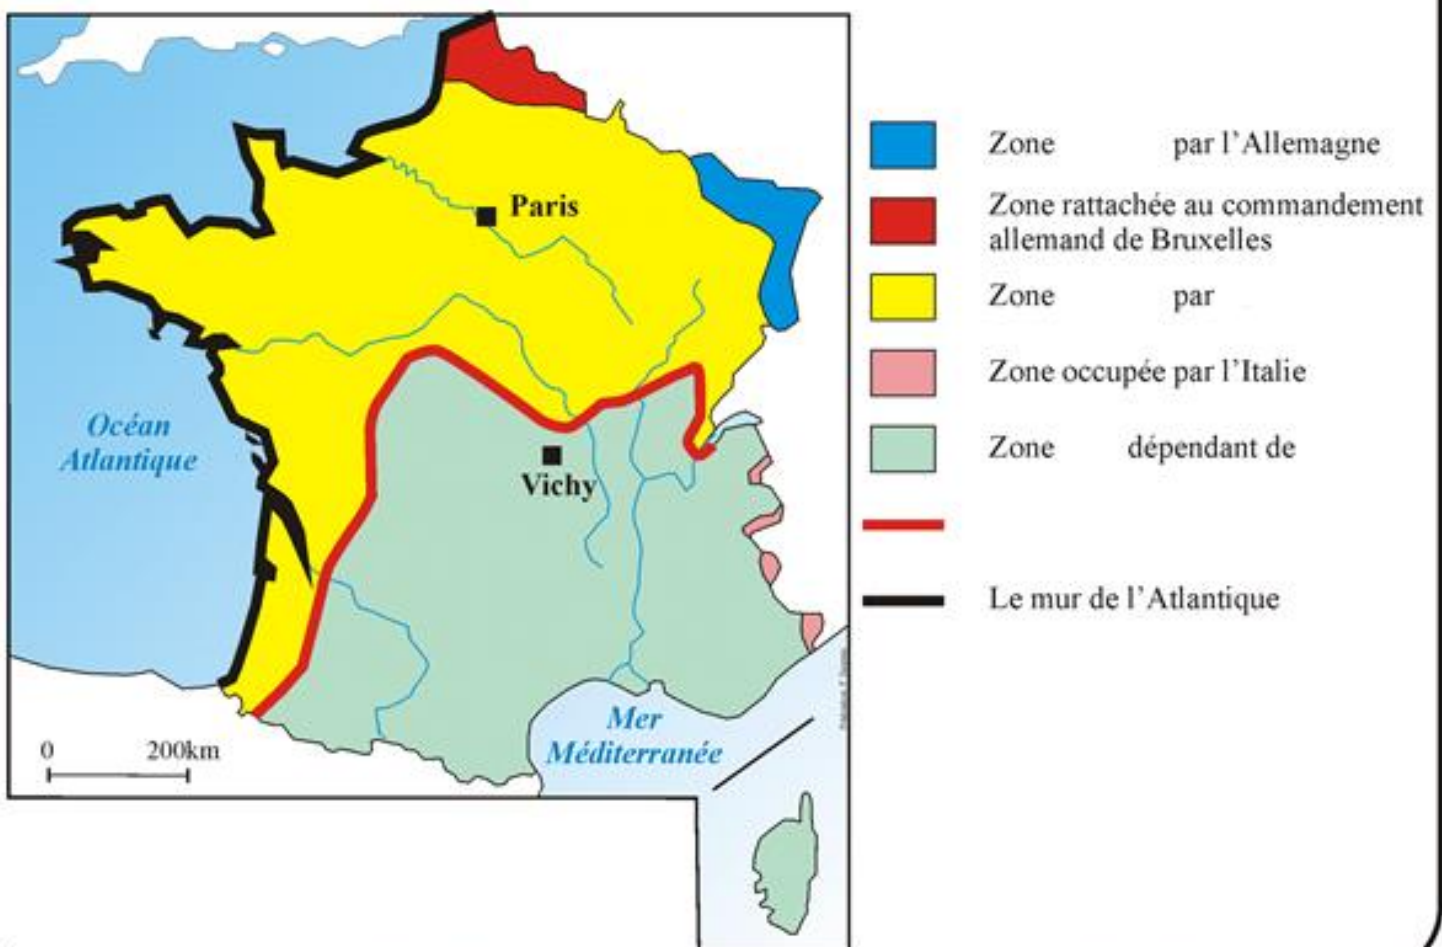 Paris
Océan
Atlantique
Vichy
Mer
Méditerranée
0 200km
Zone par l'Allemagne
Zone rattachée au commandement
allemand de Bruxelles
Zone par
Zone occupée par l'Italie
Zone dépendant de
Le mur de l'Atlantique